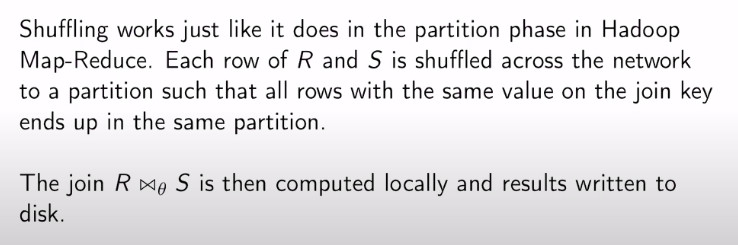 Shuffling works just like it does in the partition phase in Hadoop
Map-Reduce. Each row of R and S is shuffled across the network
to a partition such that all rows with the same value on the join key
ends up in the same partition.
The join R ⋈θ S is then computed locally and results written to
disk.